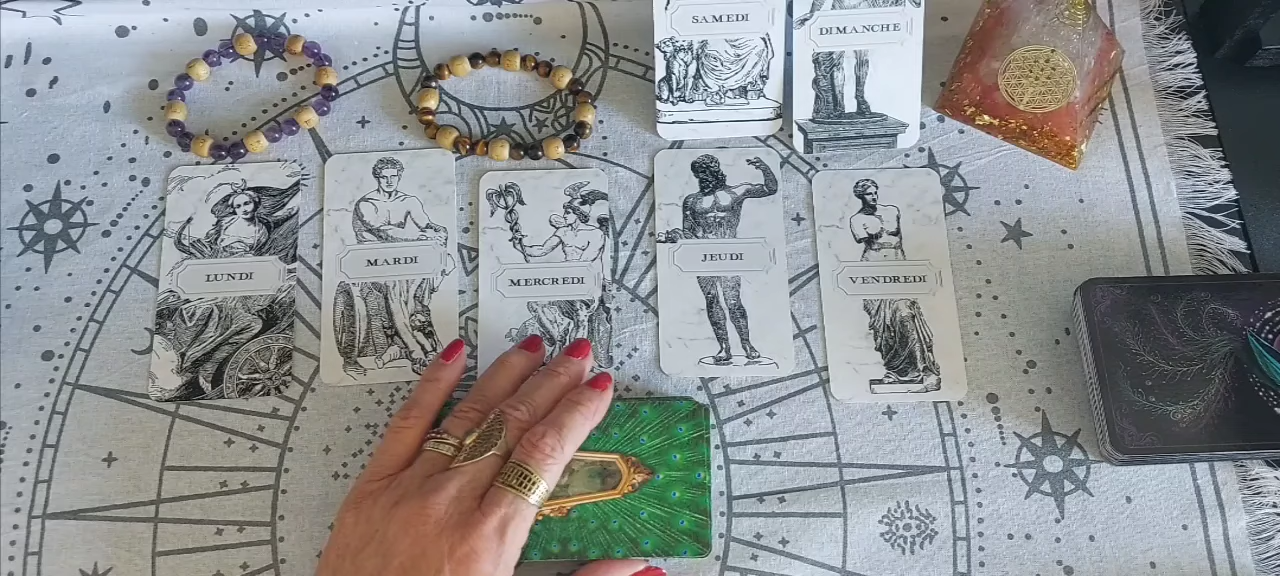 SAMEDI
DIMANCHE
LUNDI
MARDI
MERCREDI
JEUDI
VENDREDI